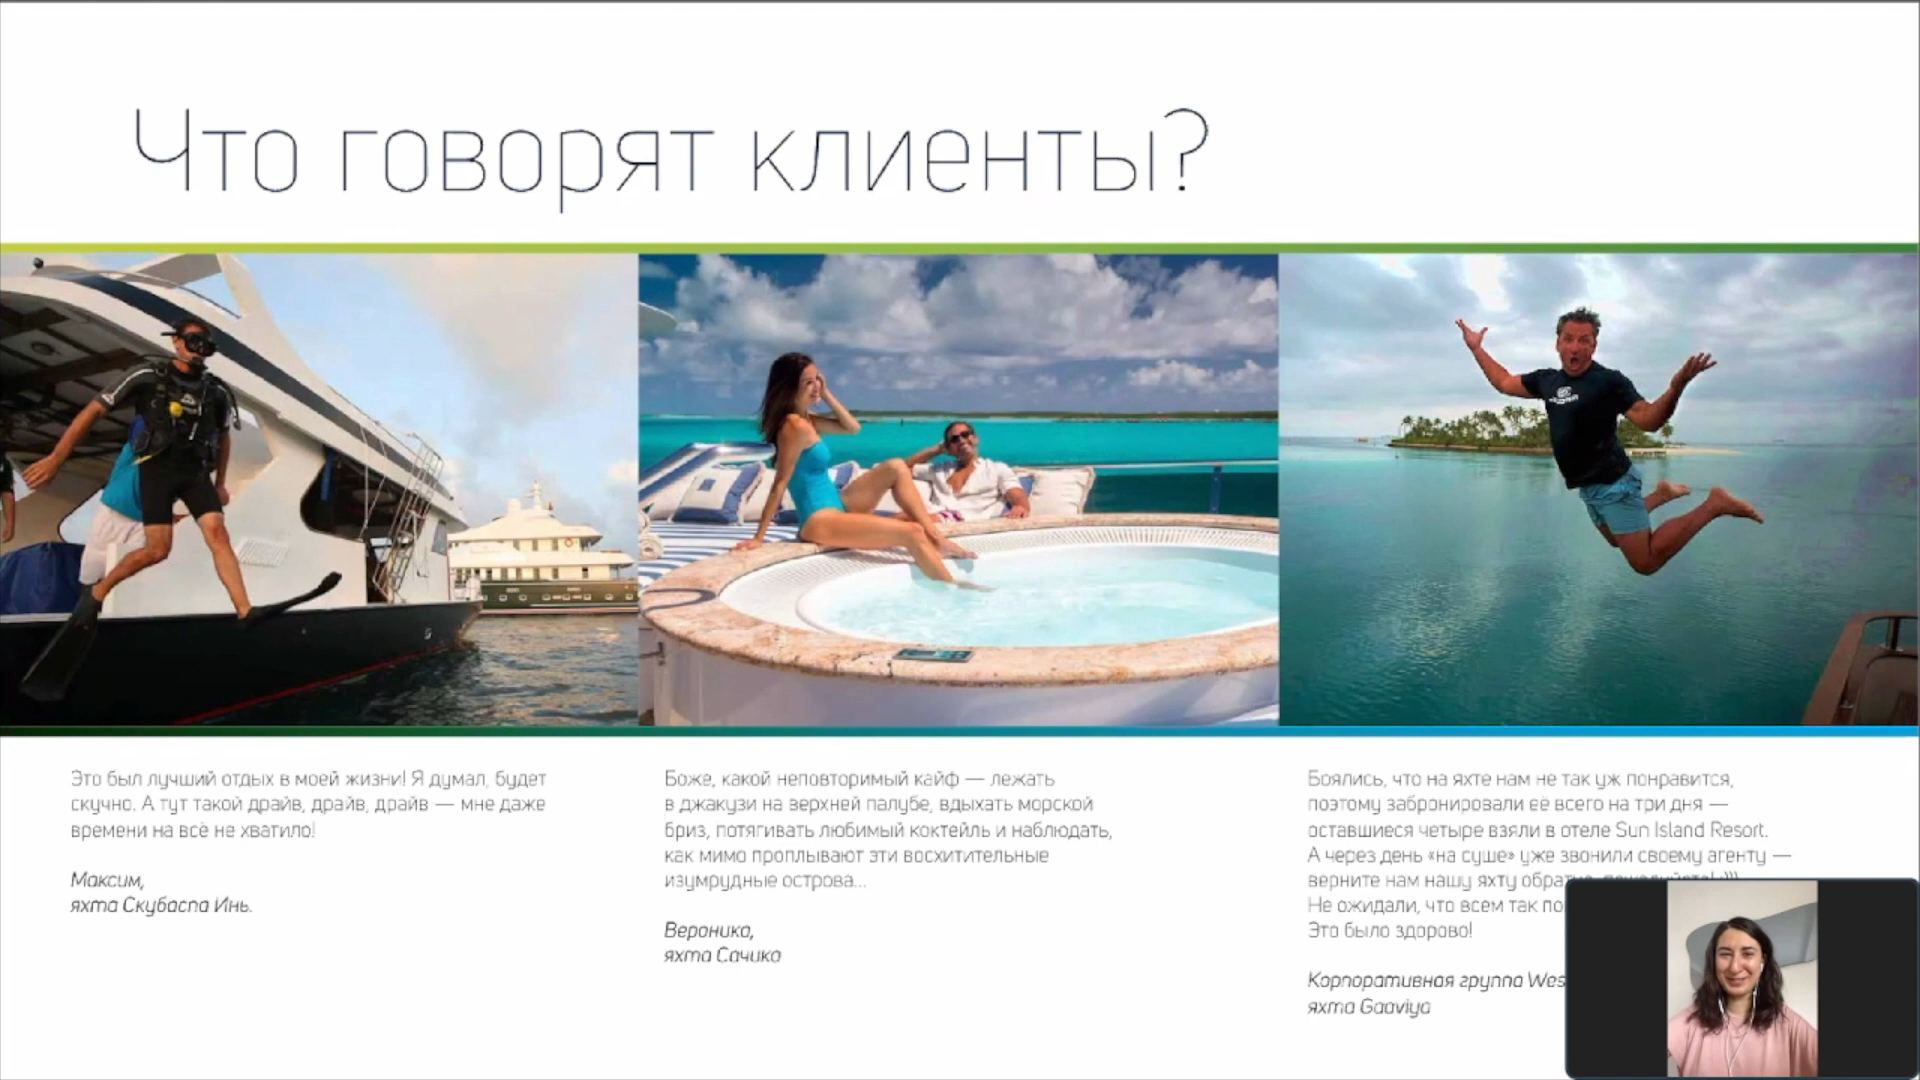 Что говорят клиенты?
Это был лучший отдых в моей жизни! Я думал, будет
скучно. А тут такой драйв, драйв, драйв — мне даже
времени на всё не хватило!
Максим,
яхта Скубаспа Инь.
Боже, какой неповторимый кайф — лежать
в джакузи на верхней палубе, вдыхать морской
бриз, потягивать любимый коктейль и наблюдать,
как мимо проплывают эти восхитительные
изумрудные острова...
Вероника,
яхта Сачика
Боялись, что на яхте нам не так уж понравится,
поэтому забронировали её всего на три дня —
оставшиеся четыре взяли в отеле Sun Island Resort.
А через день «на суше» уже звонили своему агенту —
верните нам нашу яхту
Не ожидали, что всем так
Это было здорово!
Корпоративная группа
яхта Gaaviya